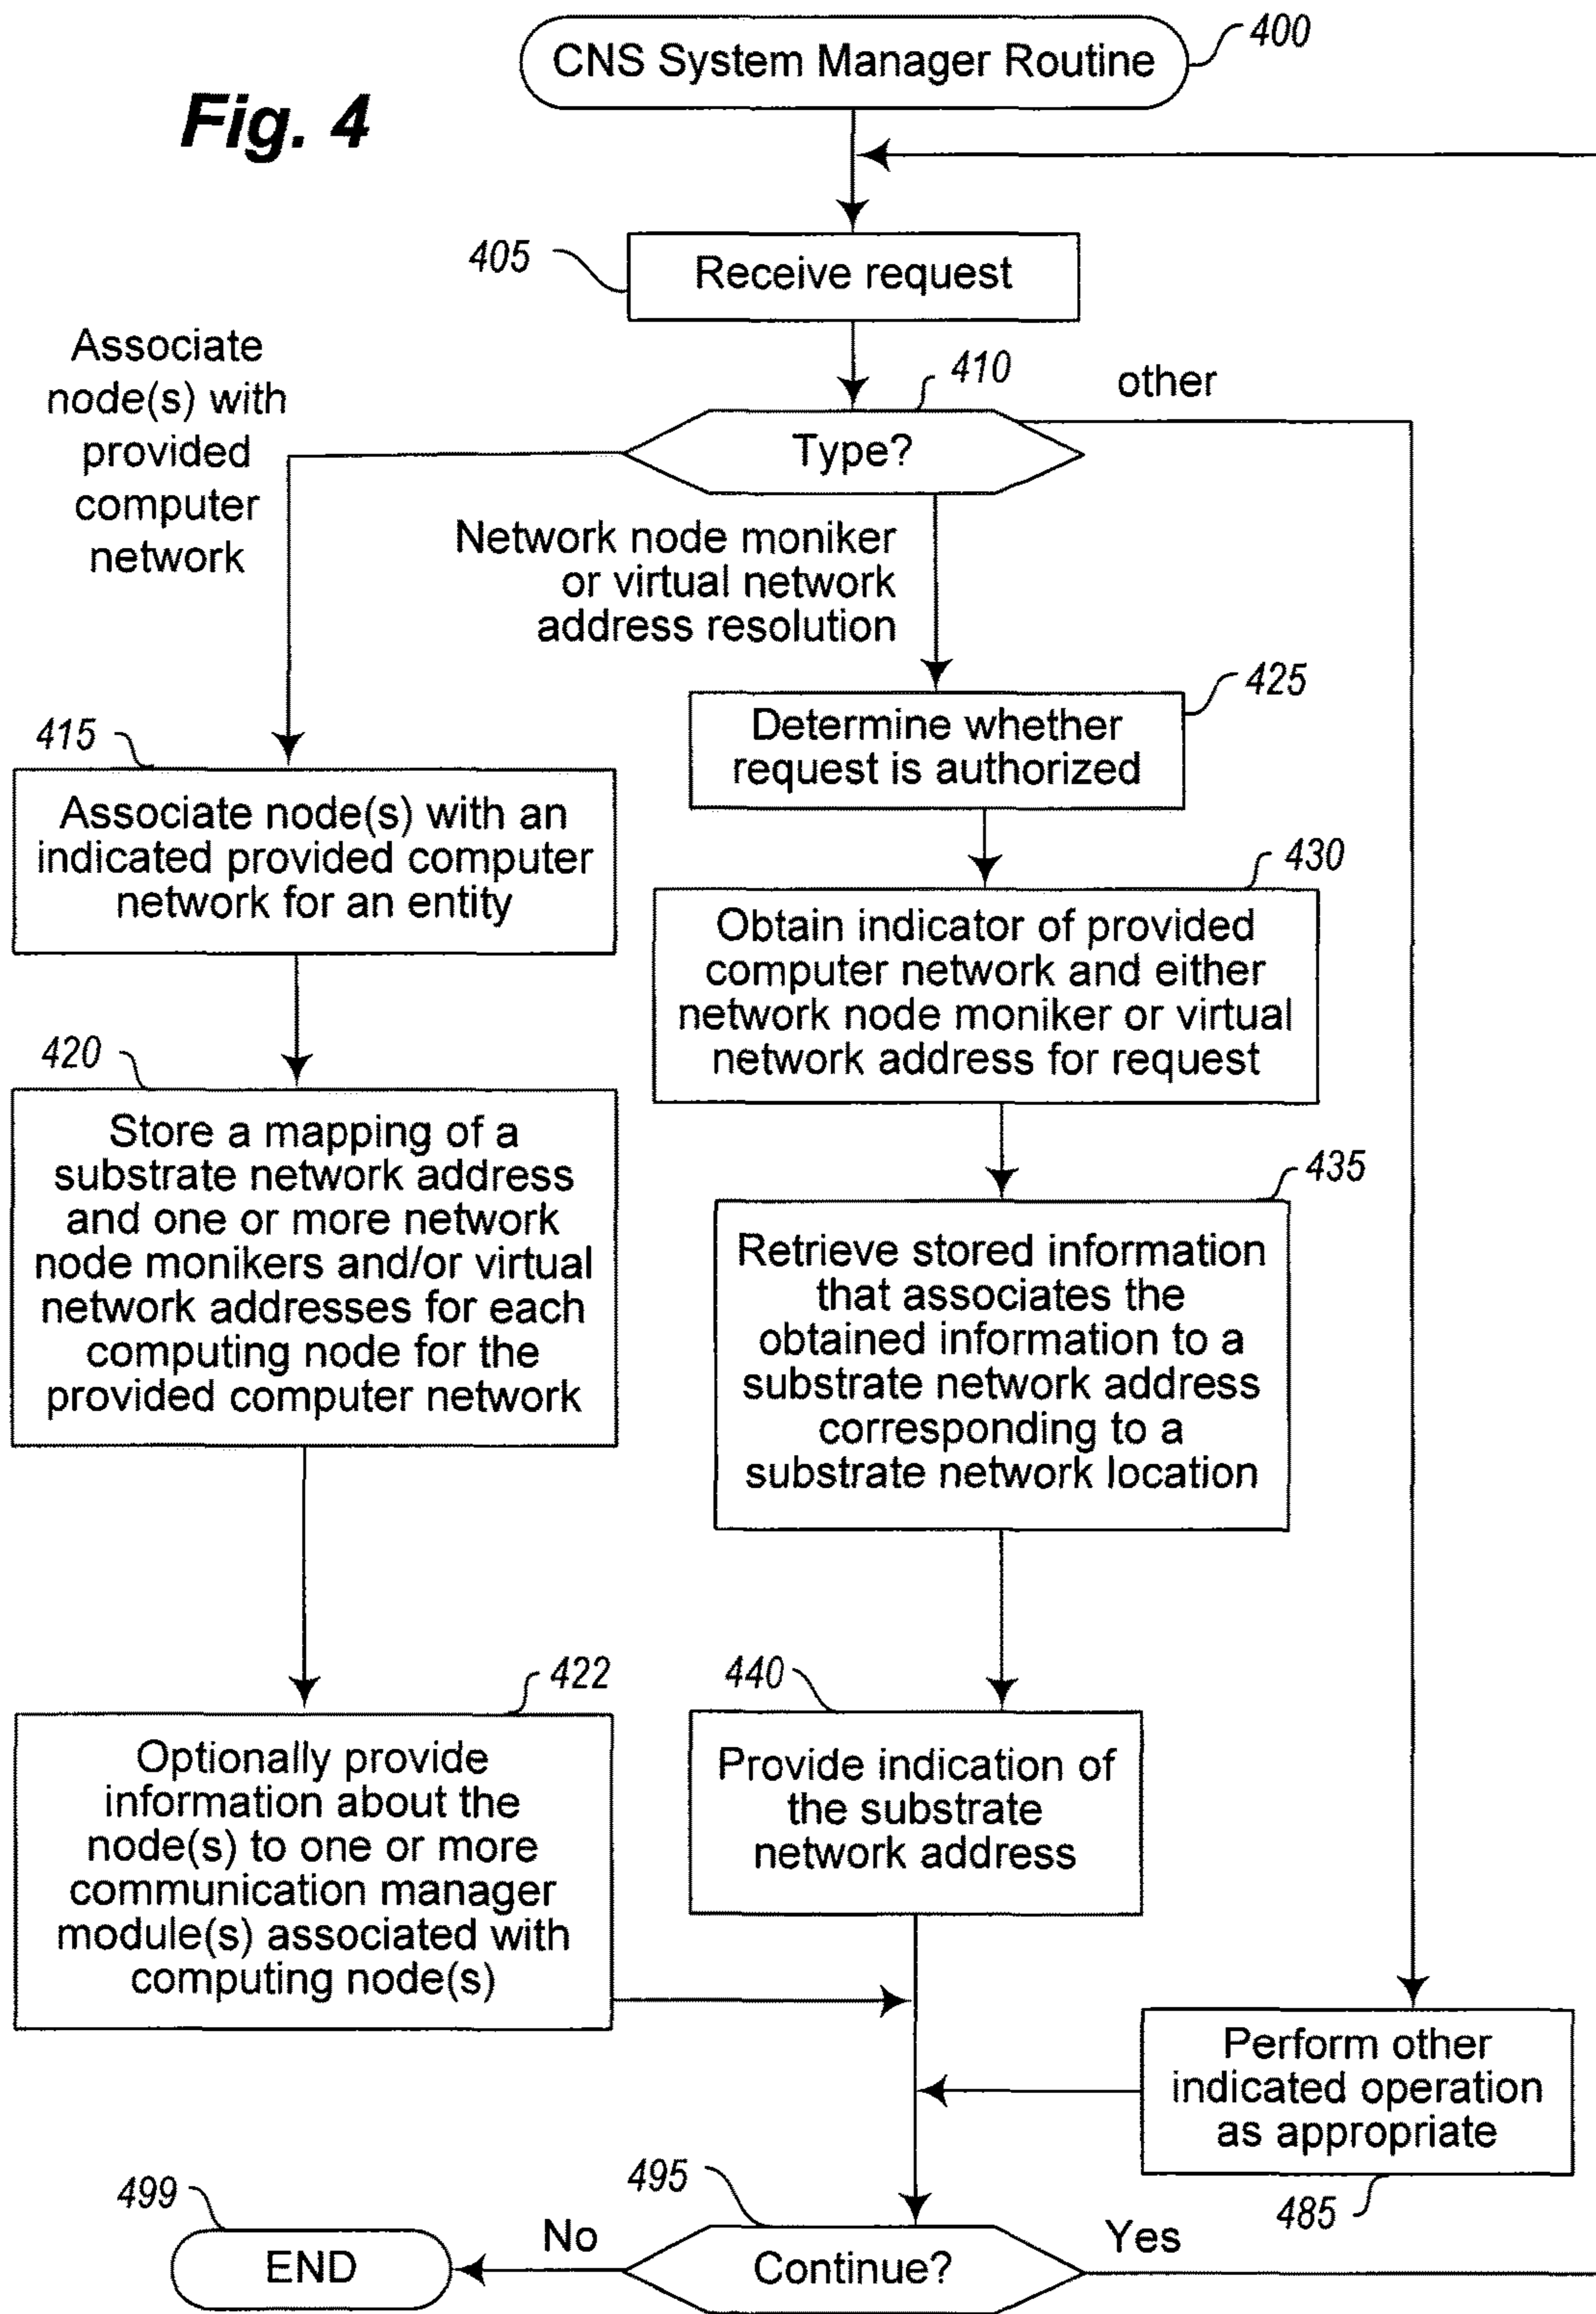 Fig. 4
CNS System Manager Routine
400
405
Receive request
410
Type?
other
Associate
node(s) with
provided
computer
network
Network node moniker
or virtual network
address resolution
415
Associate node(s) with an
indicated provided computer
network for an entity
420
Store a mapping of a
substrate network address
and one or more network
node monikers and/or virtual
network addresses for each
computing node for the
provided computer network
422
Optionally provide
information about the
node(s) to one or more
communication manager
module(s) associated with
computing node(s)
425
Determine whether
request is authorized
430
Obtain indicator of provided
computer network and either
network node moniker or virtual
network address for request
435
Retrieve stored information
that associates the
obtained information to a
substrate network address
corresponding to a
substrate network location
440
Provide indication of
the substrate
network address
Perform other
indicated operation
as appropriate
485
495
Continue?
Yes
No
499
END